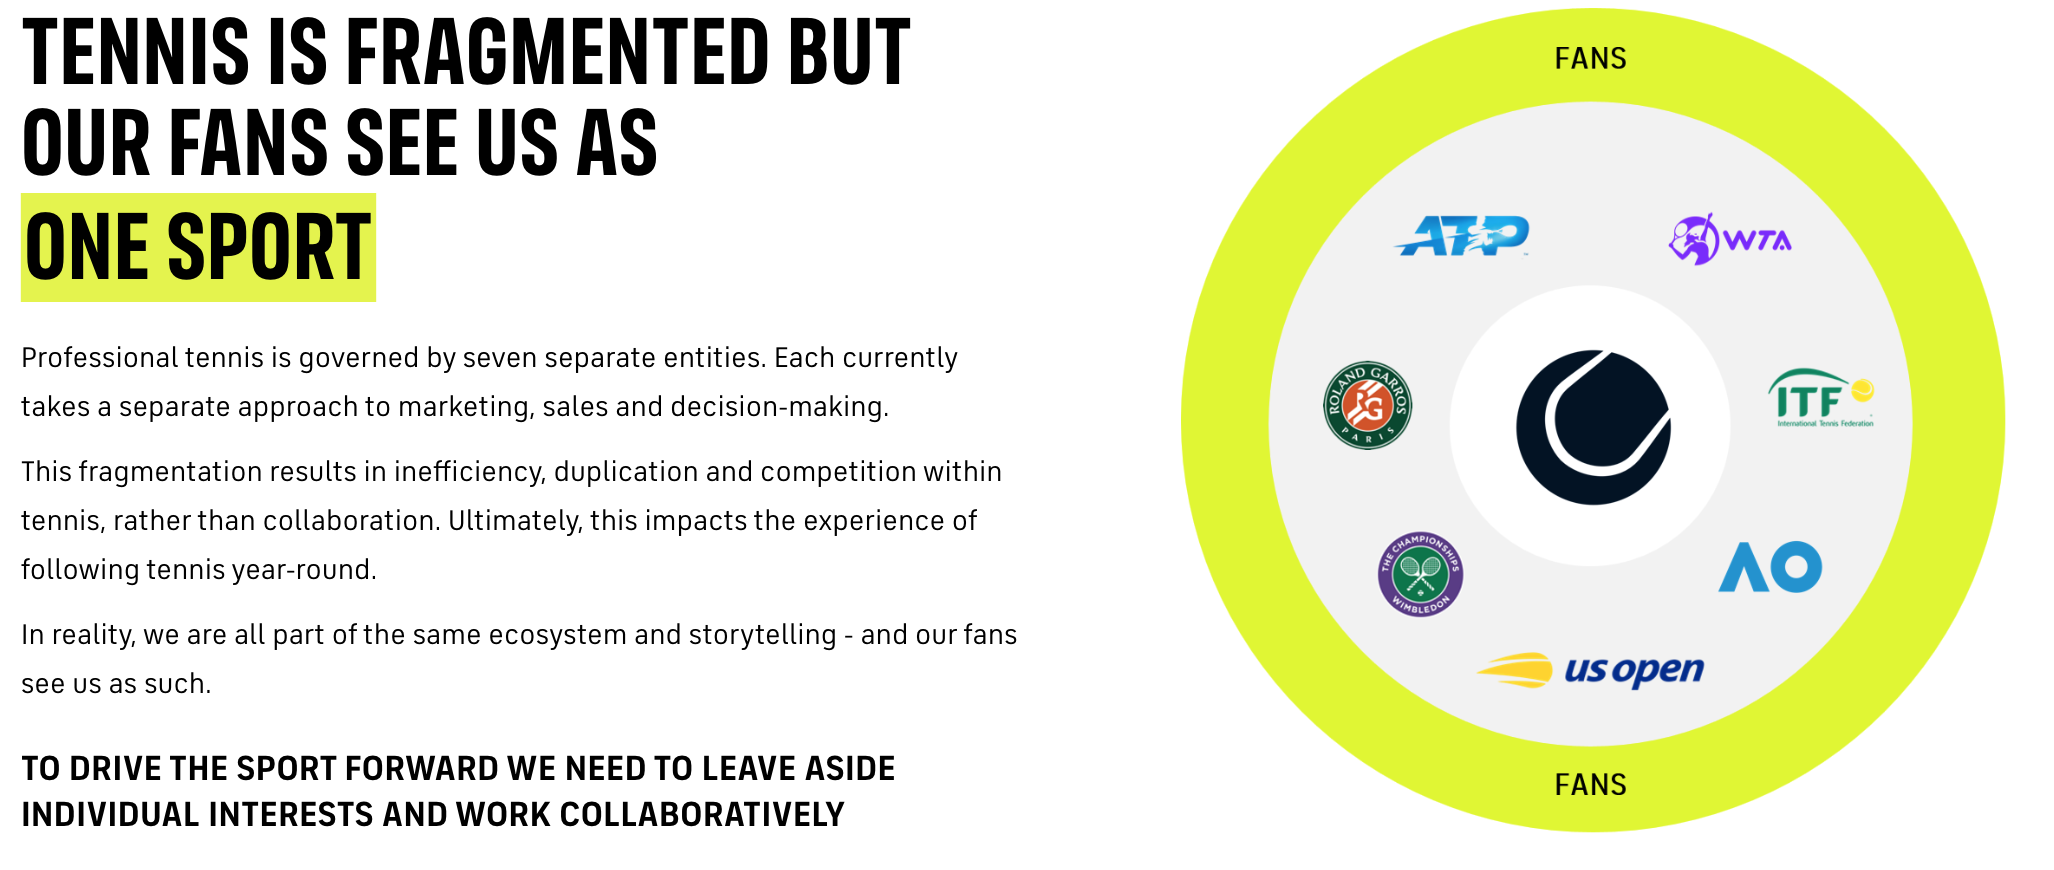 TENNIS IS FRAGMENTED BUT
OUR FANS SEE US AS
ONE SPORT
Professional tennis is governed by seven separate entities. Each currently
takes a separate approach to marketing, sales and decision-making.
This fragmentation results in inefficiency, duplication and competition within
tennis, rather than collaboration. Ultimately, this impacts the experience of
following tennis year-round.
In reality, we are all part of the same ecosystem and storytelling - and our fans
see us as such.
TO DRIVE THE SPORT FORWARD WE NEED TO LEAVE ASIDE
INDIVIDUAL INTERESTS AND WORK COLLABORATIVELY
FANS
ATP
WTA
ROLAND GARROS
RG
PARIS
ITF
International Tennis Federation
THE CHAMPIONSHIPS
WIMBLEDON
AO
us open
FANS